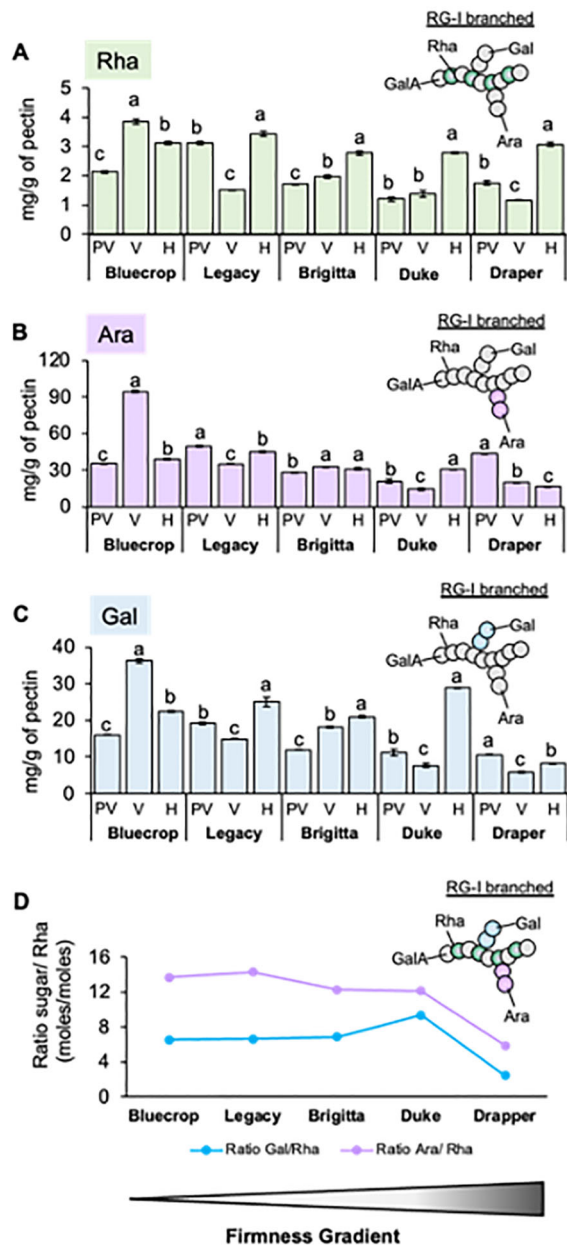 RG-I branched
A
Rha
Rha
Gal
GalA
Ara
mg/g of pectin
5
4
3
2
1
0
c a b b c a c b a b b a b c a
PV V H PV V H PV V H PV V H PV V H
Bluecrop Legacy Brigitta Duke Draper
B
Ara
RG-I branched
Rha
Gal
GalA
Ara
mg/g of pectin
120
90
60
30
0
c a b a c b b a a b c a a b c
PV V H PV V H PV V H PV V H PV V H
Bluecrop Legacy Brigitta Duke Draper
C
Gal
RG-I branched
Rha
Gal
GalA
Ara
mg/g of pectin
40
30
20
10
0
c a b b c a c b a b c a a c b
PV V H PV V H PV V H PV V H PV V H
Bluecrop Legacy Brigitta Duke Draper
D
RG-I branched
Rha
Gal
GalA
Ara
Ratio sugar/ Rha
(moles/moles)
16
12
8
4
0
Bluecrop Legacy Brigitta Duke Drapper
Ratio Gal/Rha Ratio Ara/ Rha
Firmness Gradient